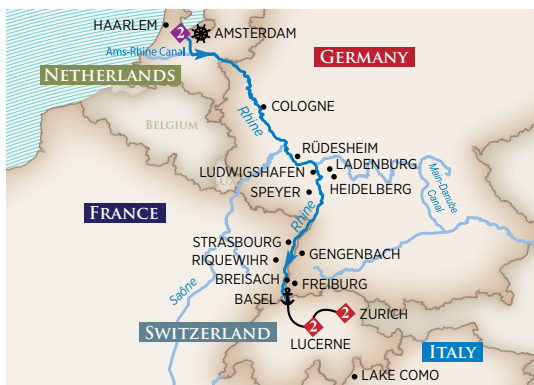 HAARLEM
2
AMSTERDAM
Ams-Rhine Canal
GERMANY
NETHERLANDS
Rhine
COLOGNE
BELGIUM
RÜDESHEIM
LADENBURG
LUDWIGSHAFEN
HEIDELBERG
SPEYER
Main-Danube
Canal
FRANCE
Rhine
STRASBOURG
GENGENBACH
RIQUEWIHR
BREISACH
FREIBURG
Saône
BASEL
2
ZURICH
2
SWITZERLAND
LUCERNE
ITALY
LAKE COMO